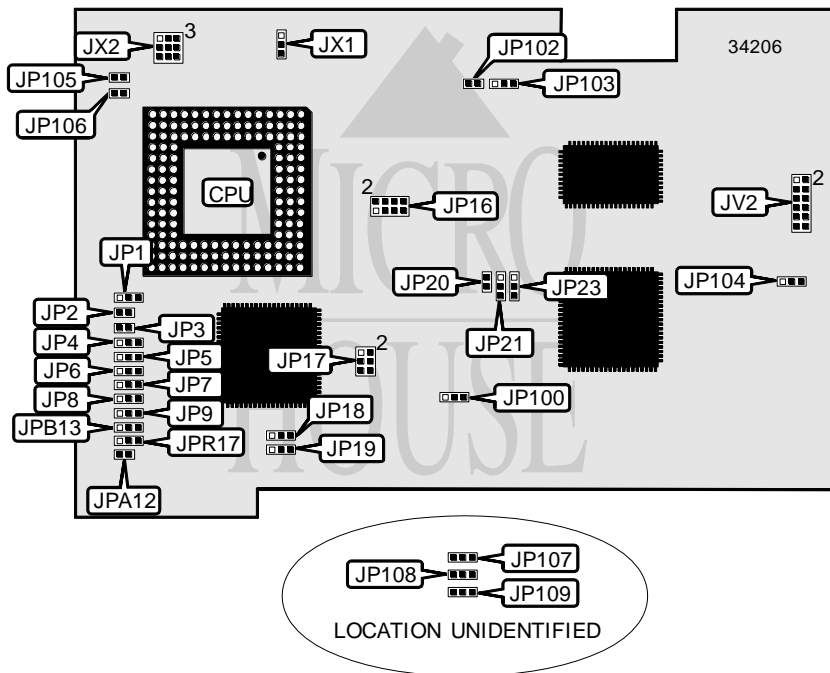 3
JX2
JX1
JP102
34206
JP105
JP103
JP106
CPU
2
JP16
2
JV2
JP1
JP20
JP23
JP104
JP2
JP3
JP21
JP4
JP5
JP17
2
JP6
JP7
JP8
JP9
JP18
JP100
JPB13
JPR17
JP19
JPA12
MICRO
HOUSE
JP107
JP108
JP109
LOCATION UNIDENTIFIED